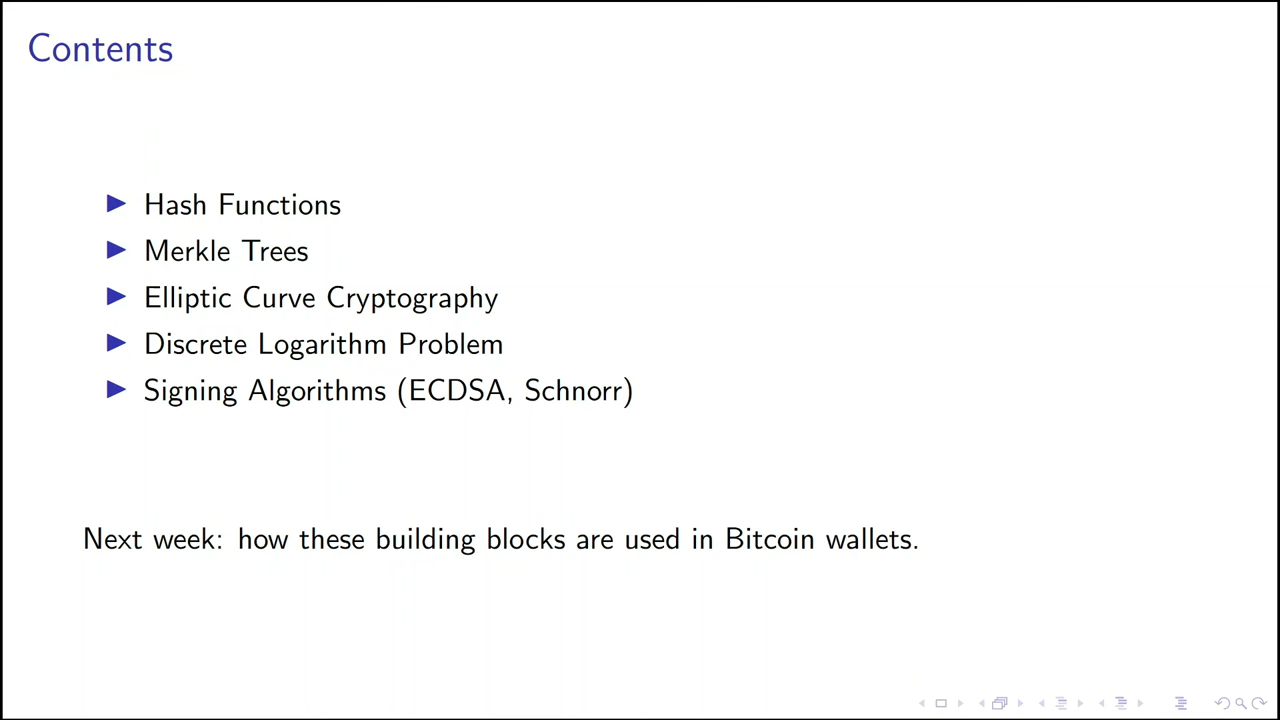 Contents
Hash Functions
Merkle Trees
Elliptic Curve Cryptography
Discrete Logarithm Problem
Signing Algorithms (ECDSA, Schnorr)
Next week: how these building blocks are used in Bitcoin wallets.